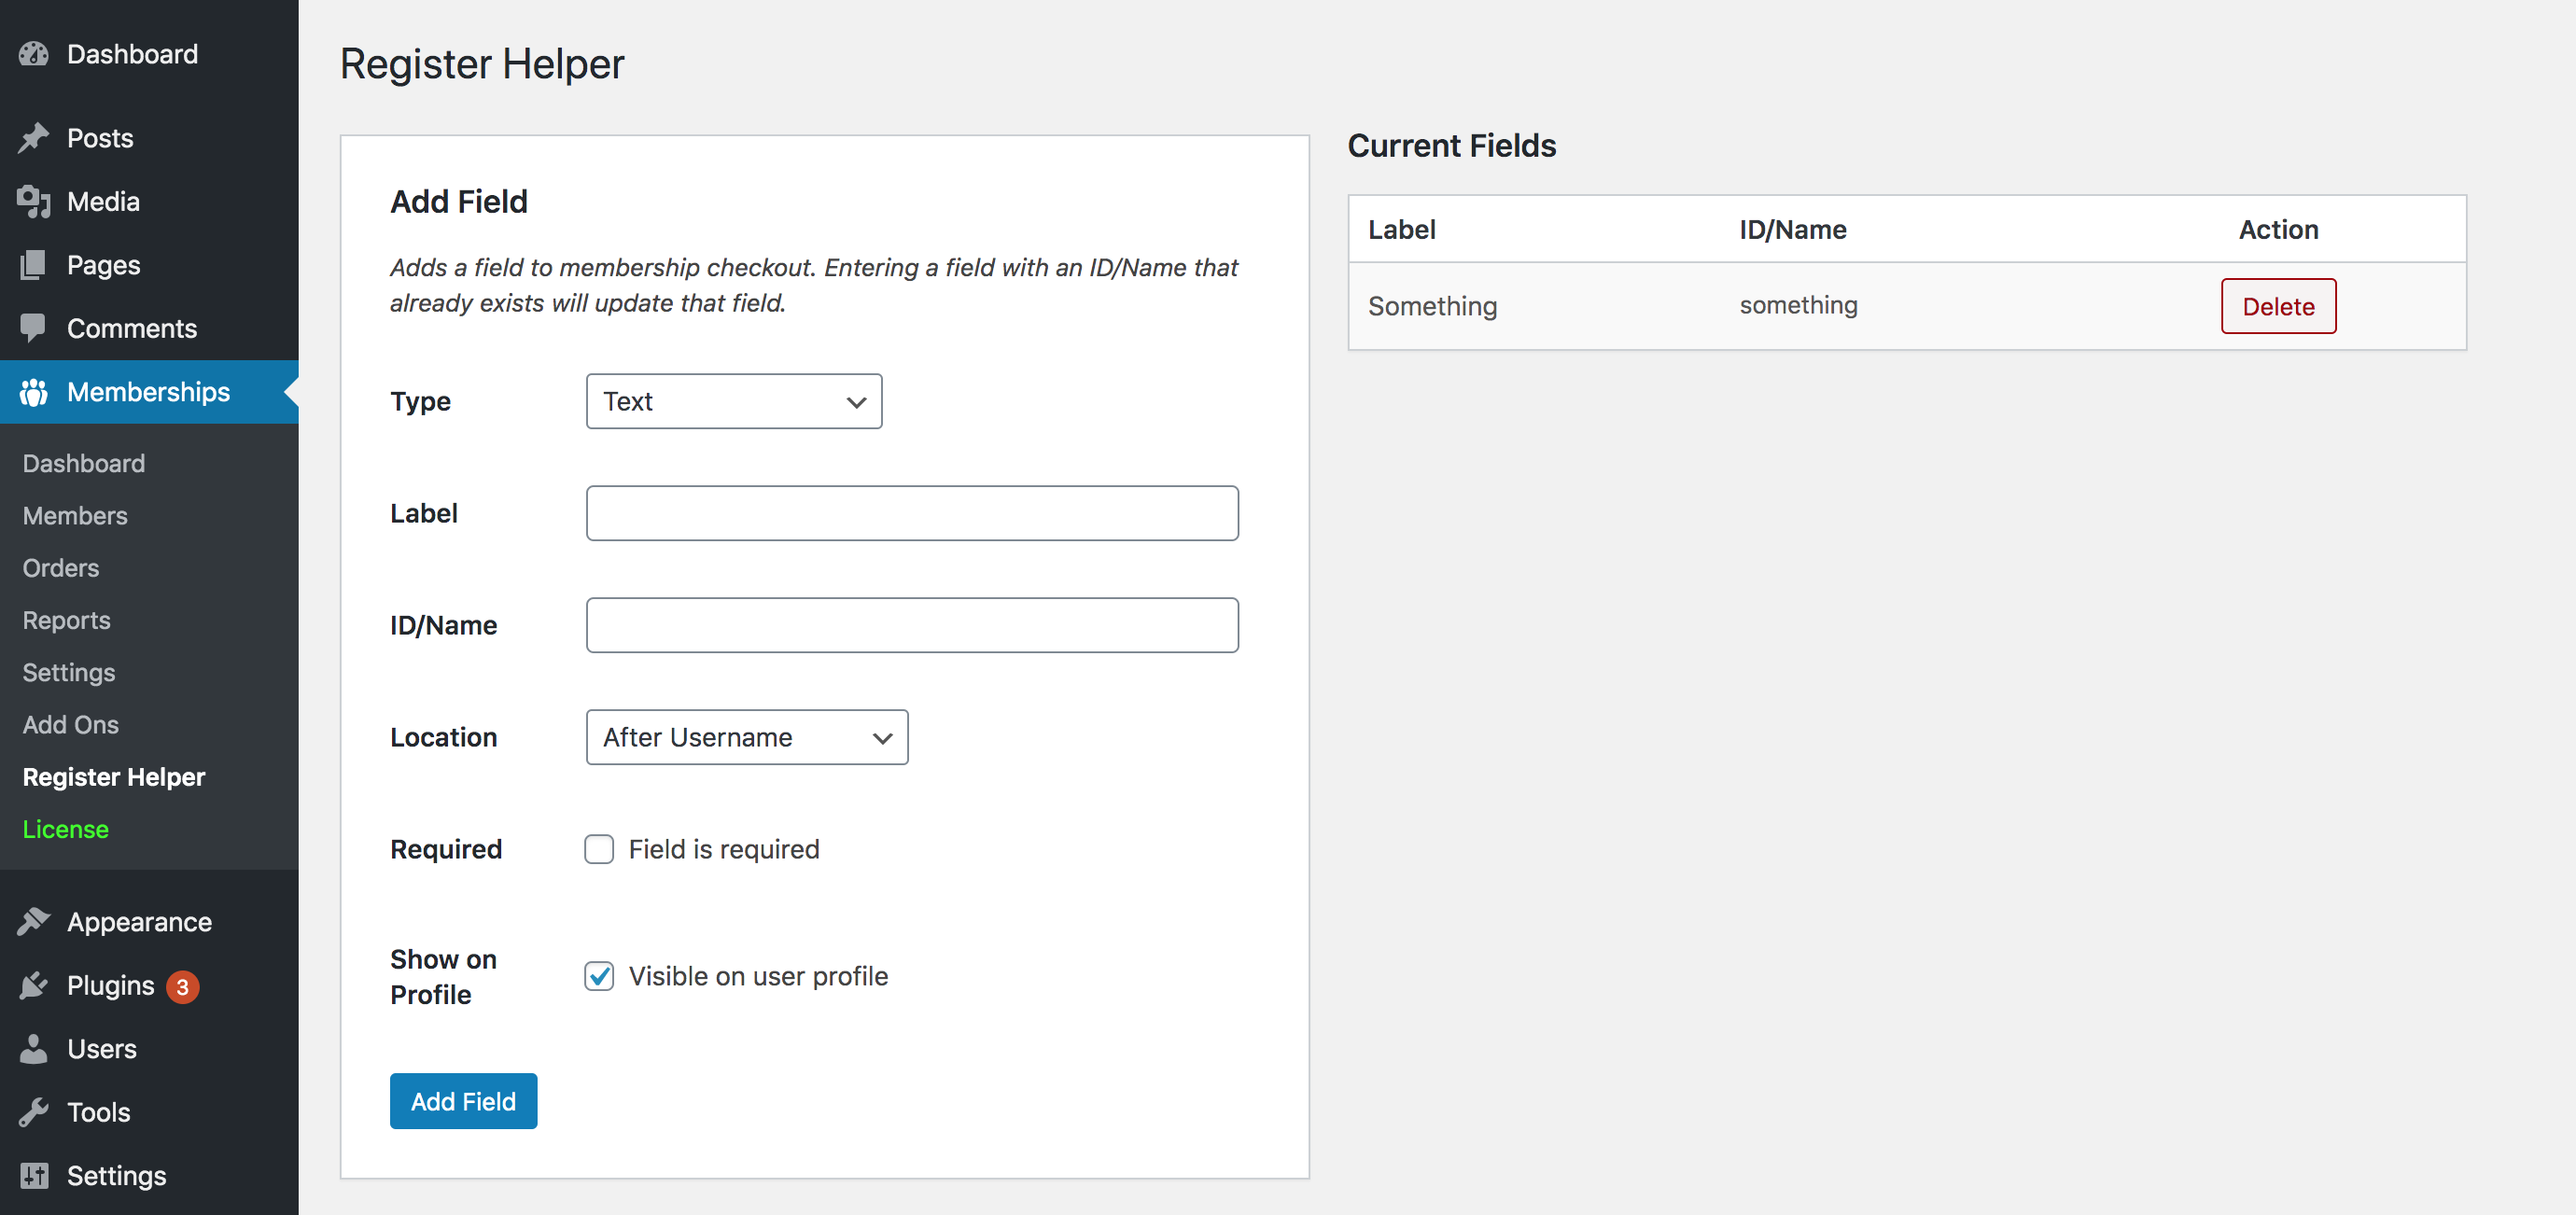 Dashboard
Posts
Media
Pages
Comments
Memberships
Dashboard
Members
Orders
Reports
Settings
Add Ons
Register Helper
License
Appearance
Plugins 3
Users
Tools
Settings
Register Helper
Add Field
Adds a field to membership checkout. Entering a field with an ID/Name that
already exists will update that field.
Type Text
Label
ID/Name
Location After Username
Required Field is required
Show on
Profile
Visible on user profile
Add Field
Current Fields
Label ID/Name Action
Something something Delete